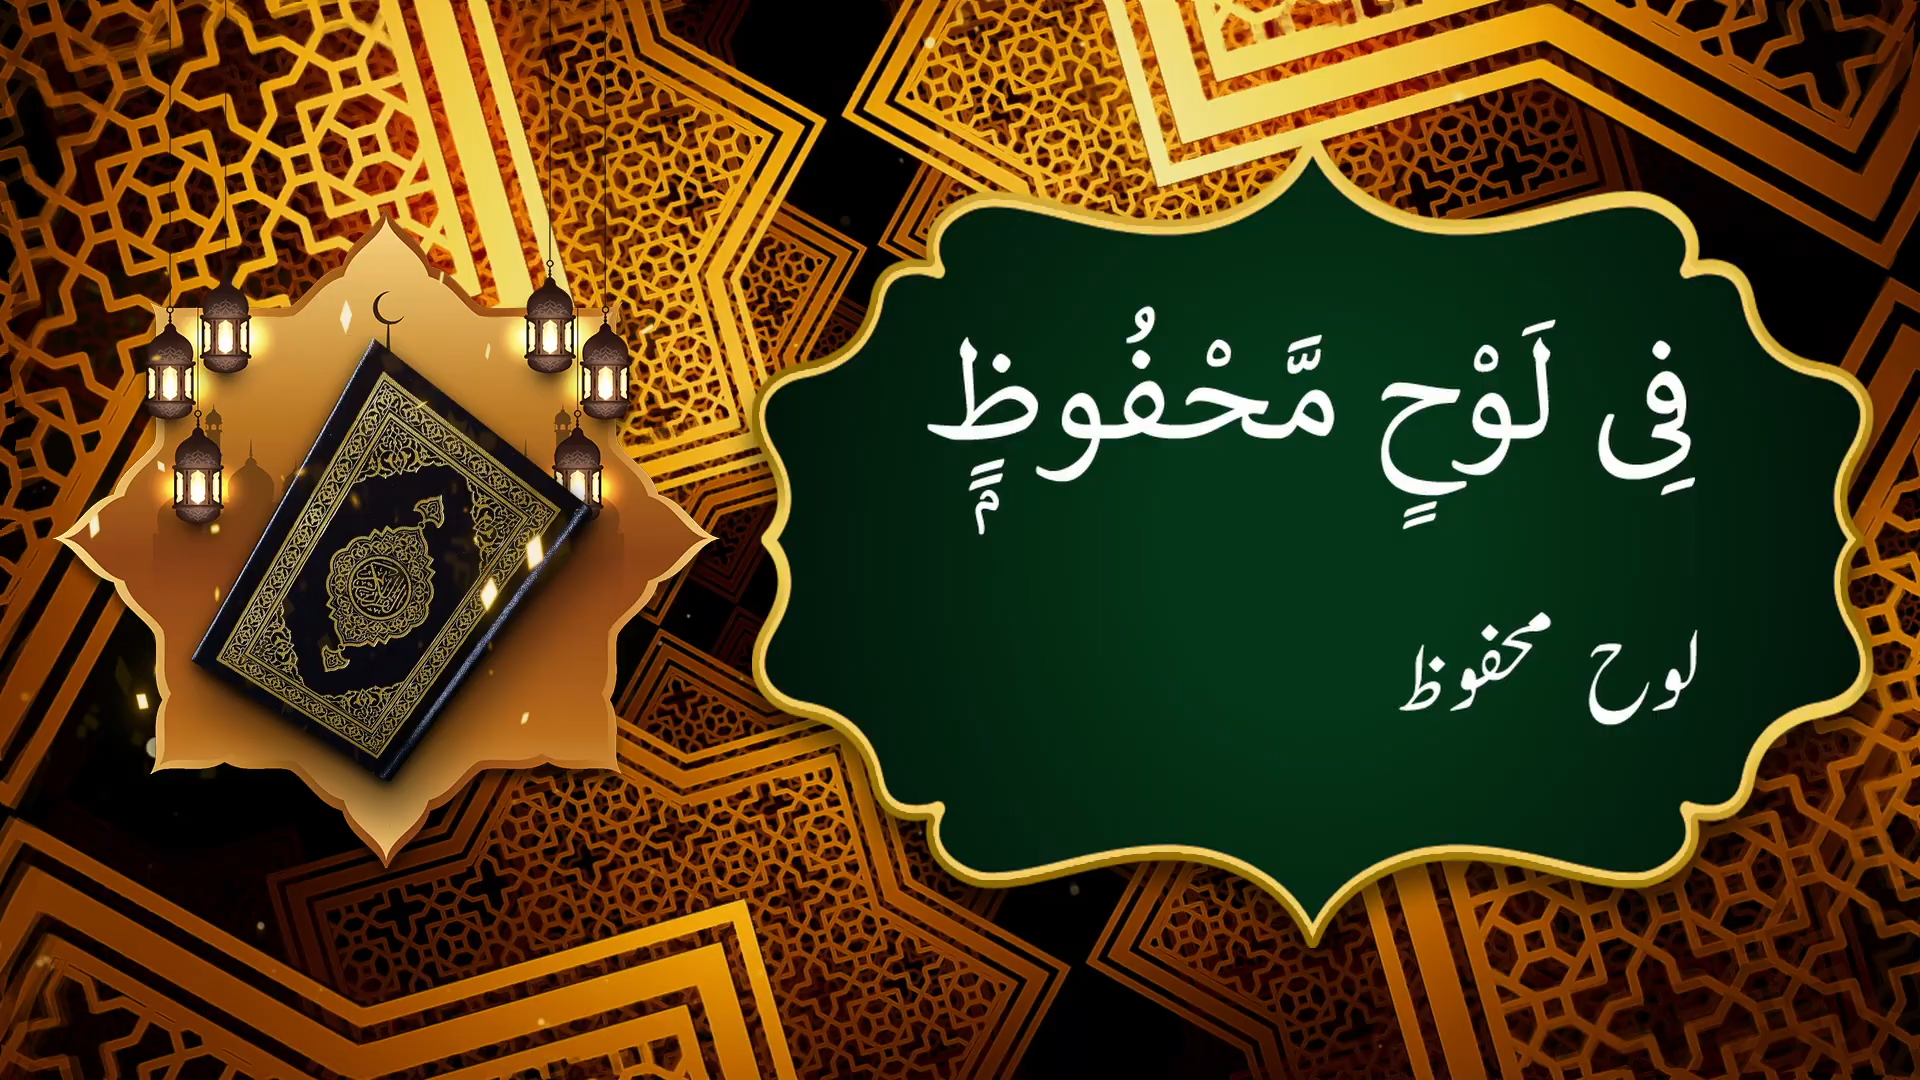 فِي لَوْحٍ مَّحْفُوظٍۭ
لوح محفوظ